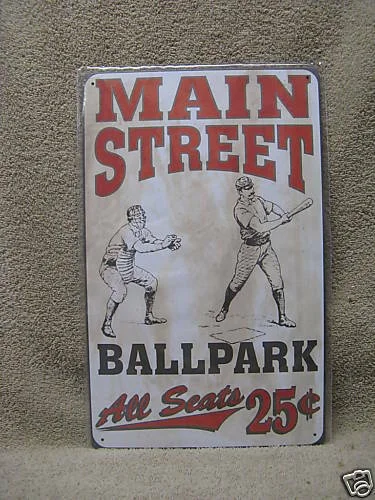 MAIN
STREET
BALLPARK
All Seats 25¢